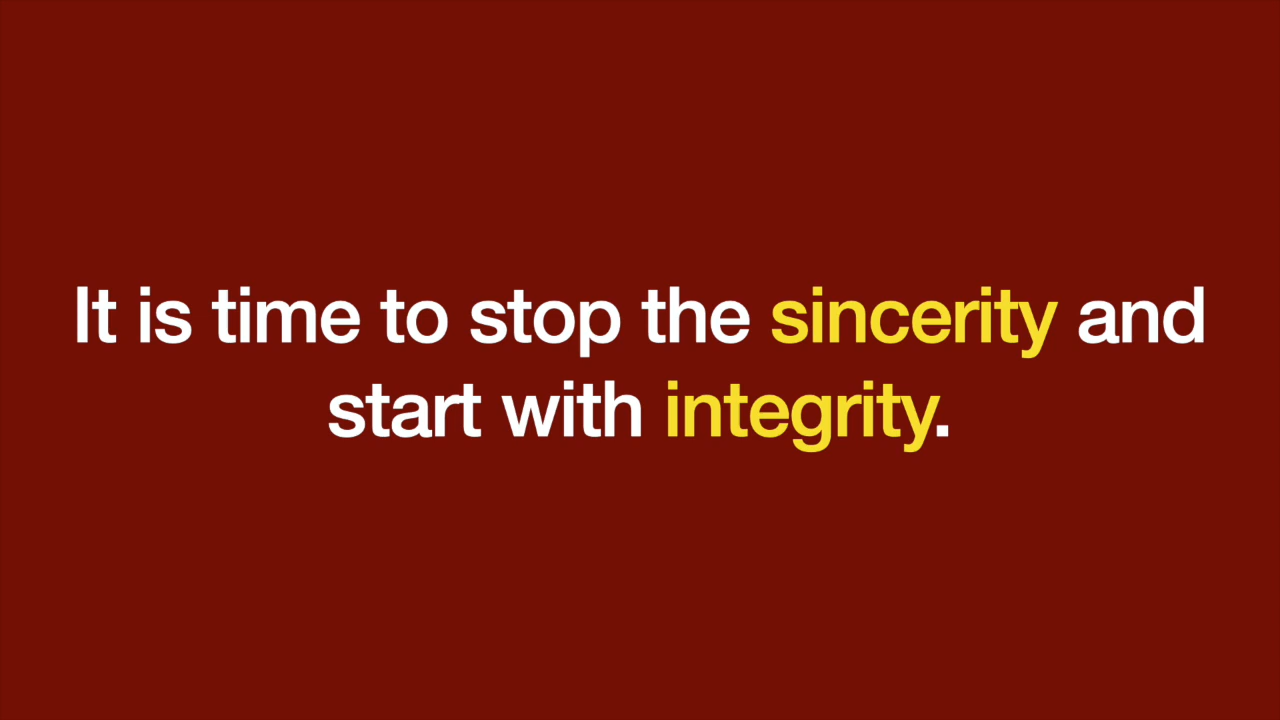 It is time to stop the sincerity and
start with integrity.